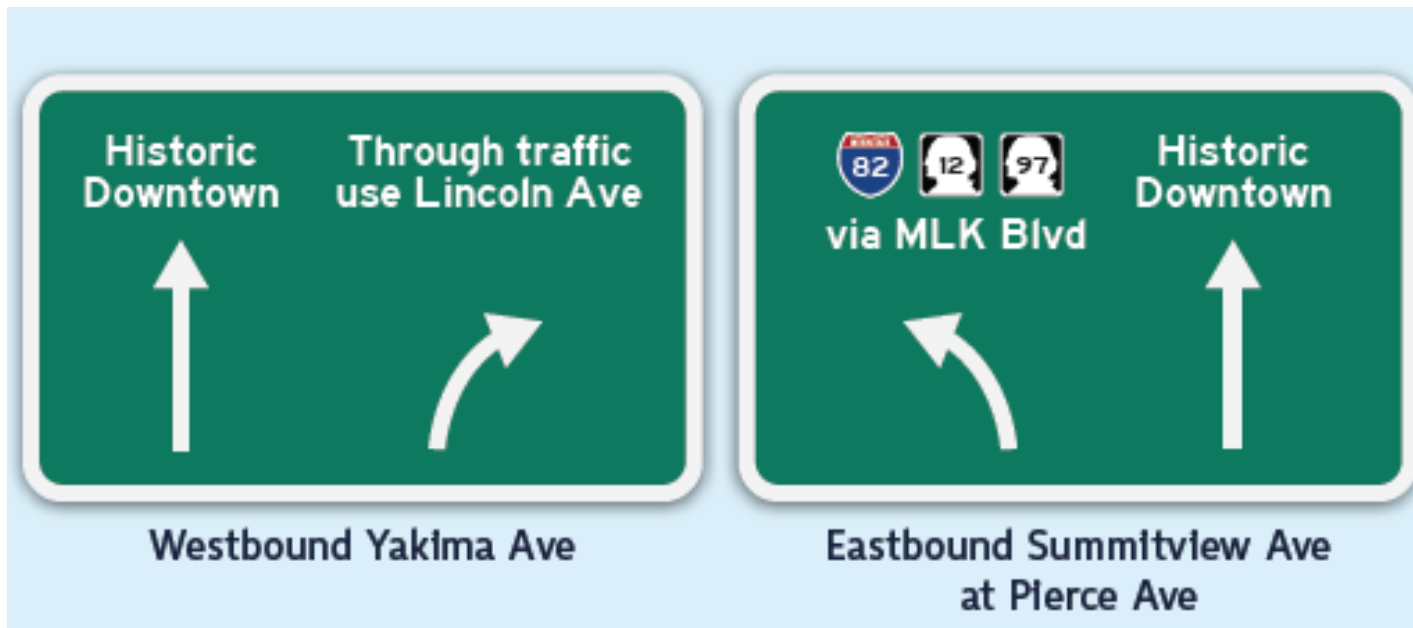 Historic
Downtown
Through traffic
use Lincoln Ave
Westbound Yakima Ave
82 12 97
via MLK Blvd
Historic
Downtown
Eastbound Summitview Ave
at Pierce Ave